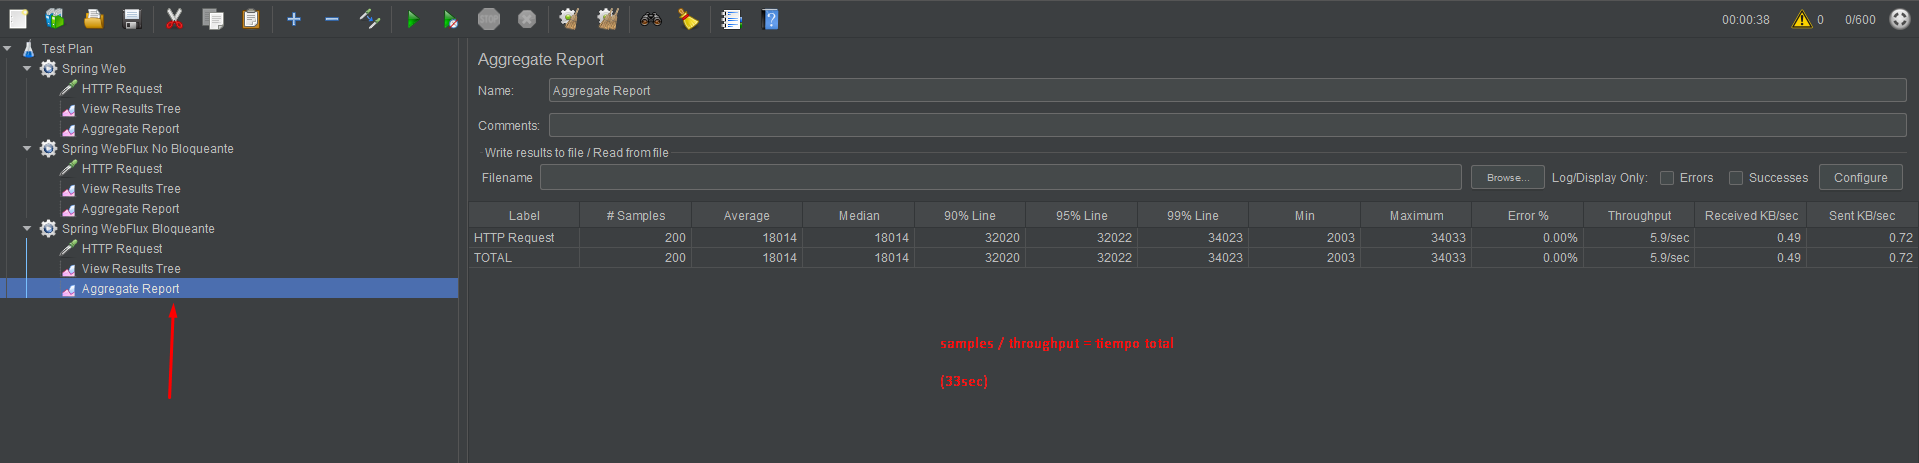 00:00:38 0 0/600
Test Plan
Spring Web
HTTP Request
View Results Tree
Aggregate Report
Spring WebFlux No Bloqueante
HTTP Request
View Results Tree
Aggregate Report
Spring WebFlux Bloqueante
HTTP Request
View Results Tree
Aggregate Report
Aggregate Report
Name: Aggregate Report
Comments:
Write results to file / Read from file
Filename Browse... Log/Display Only: Errors Successes Configure
Label # Samples Average Median 90% Line 95% Line 99% Line Min Maximum Error % Throughput Received KB/sec Sent KB/sec
HTTP Request 200 18014 18014 32020 32022 34023 2003 34033 0.00% 5.9/sec 0.49 0.72
TOTAL 200 18014 18014 32020 32022 34023 2003 34033 0.00% 5.9/sec 0.49 0.72
samples / throughput = tiempo total
(33sec)